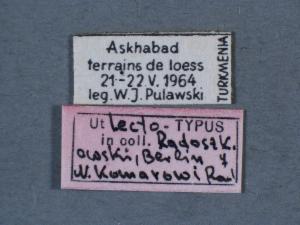 Askhabad
terrains de loess
21-22 V. 1964
leg. W. J. Pulawski
TURKMENIA
Ut Lecto- TYPUS
in coll. Radoszk.
owskii, Berlin
N. Komarowi Rad